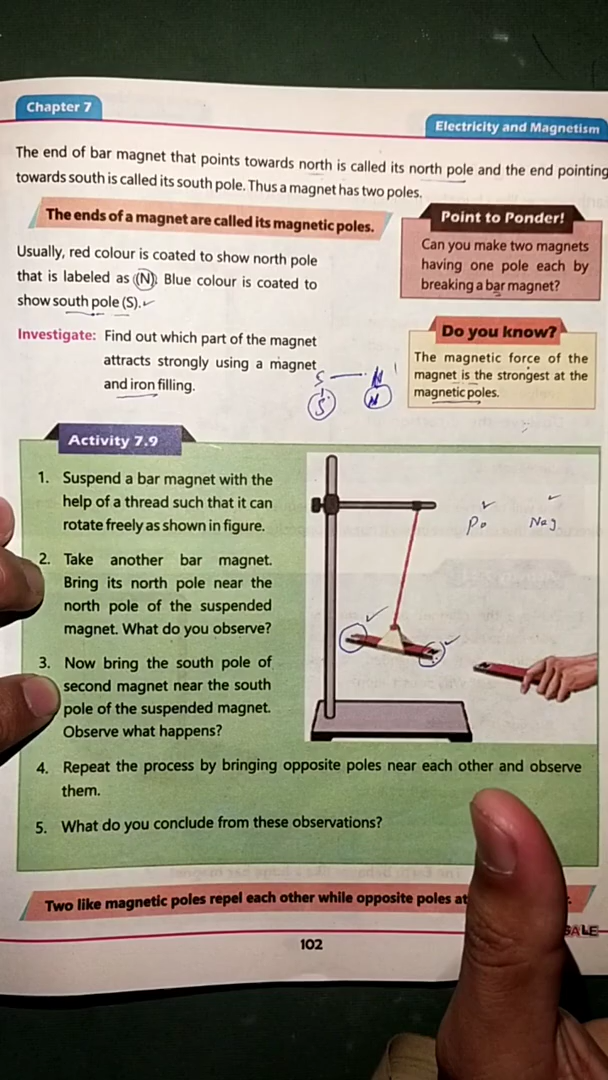 Chapter 7
Electricity and Magnetism
The end of bar magnet that points towards north is called its north pole and the end pointing
towards south is called its south pole. Thus a magnet has two poles.
The ends of a magnet are called its magnetic poles.
Usually, red colour is coated to show north pole
that is labeled as (N). Blue colour is coated to
show south pole (S).
Investigate: Find out which part of the magnet
attracts strongly using a magnet
and iron filling.
Point to Ponder!
Can you make two magnets
having one pole each by
breaking a bar magnet?
Do you know?
The magnetic force of the
magnet is the strongest at the
magnetic poles.
S N
S N
Activity 7.9
1. Suspend a bar magnet with the
help of a thread such that it can
rotate freely as shown in figure.
2. Take another bar magnet.
Bring its north pole near the
north pole of the suspended
magnet. What do you observe?
3. Now bring the south pole of
second magnet near the south
pole of the suspended magnet.
Observe what happens?
Po Neg
4. Repeat the process by bringing opposite poles near each other and observe
them.
5. What do you conclude from these observations?
Two like magnetic poles repel each other while opposite poles
SALE
102